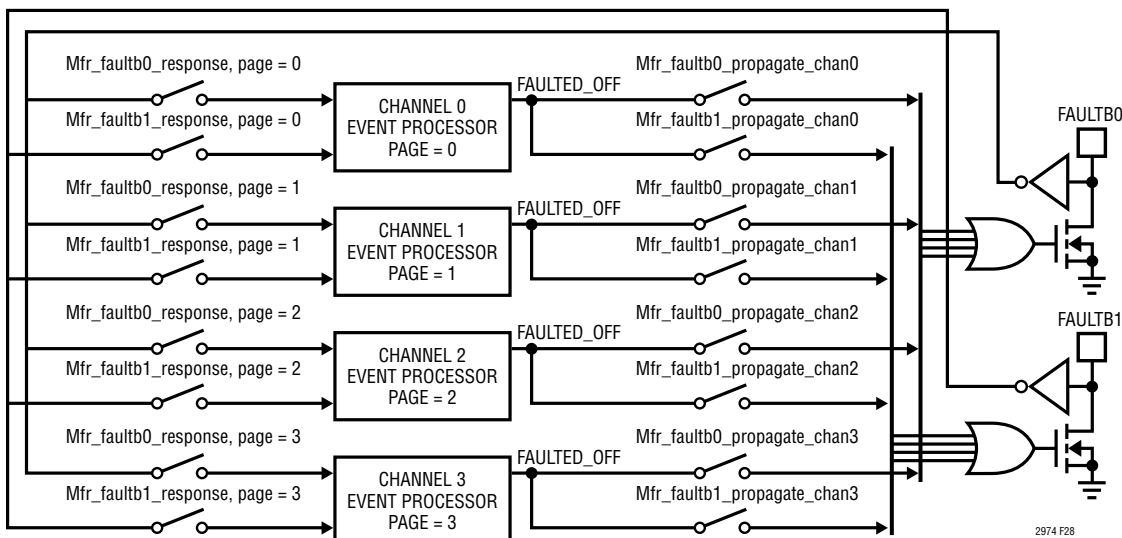 Mfr_faultb0_response, page = 0
Mfr_faultb1_response, page = 0
CHANNEL 0
EVENT PROCESSOR
PAGE = 0
FAULTED_OFF
Mfr_faultb0_propagate_chan0
Mfr_faultb1_propagate_chan0
FAULTB0
Mfr_faultb0_response, page = 1
Mfr_faultb1_response, page = 1
CHANNEL 1
EVENT PROCESSOR
PAGE = 1
FAULTED_OFF
Mfr_faultb0_propagate_chan1
Mfr_faultb1_propagate_chan1
Mfr_faultb0_response, page = 2
Mfr_faultb1_response, page = 2
CHANNEL 2
EVENT PROCESSOR
PAGE = 2
FAULTED_OFF
Mfr_faultb0_propagate_chan2
Mfr_faultb1_propagate_chan2
FAULTB1
Mfr_faultb0_response, page = 3
Mfr_faultb1_response, page = 3
CHANNEL 3
EVENT PROCESSOR
PAGE = 3
FAULTED_OFF
Mfr_faultb0_propagate_chan3
Mfr_faultb1_propagate_chan3
2974 F28